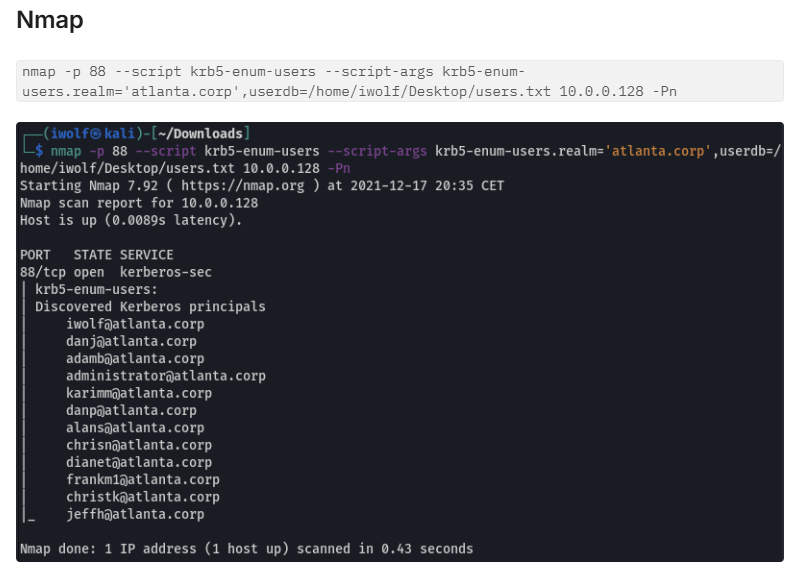 Nmap
nmap -p 88 --script krb5-enum-users --script-args krb5-enum-
users.realm='atlanta.corp',userdb=/home/iwolf/Desktop/users.txt 10.0.0.128 -Pn
┌──(iwolf㉿kali)-[~/Downloads]
└─$ nmap -p 88 --script krb5-enum-users --script-args krb5-enum-users.realm='atlanta.corp',userdb=/
home/iwolf/Desktop/users.txt 10.0.0.128 -Pn
Starting Nmap 7.92 ( https://nmap.org ) at 2021-12-17 20:35 CET
Nmap scan report for 10.0.0.128
Host is up (0.0089s latency).
PORT   STATE SERVICE
88/tcp open  kerberos-sec
| krb5-enum-users:
| Discovered Kerberos principals
|     iwolf@atlanta.corp
|     danj@atlanta.corp
|     adamb@atlanta.corp
|     administrator@atlanta.corp
|     karimm@atlanta.corp
|     danp@atlanta.corp
|     alans@atlanta.corp
|     chrisn@atlanta.corp
|     dianet@atlanta.corp
|     frankm1@atlanta.corp
|     christk@atlanta.corp
|_    jeffh@atlanta.corp
Nmap done: 1 IP address (1 host up) scanned in 0.43 seconds